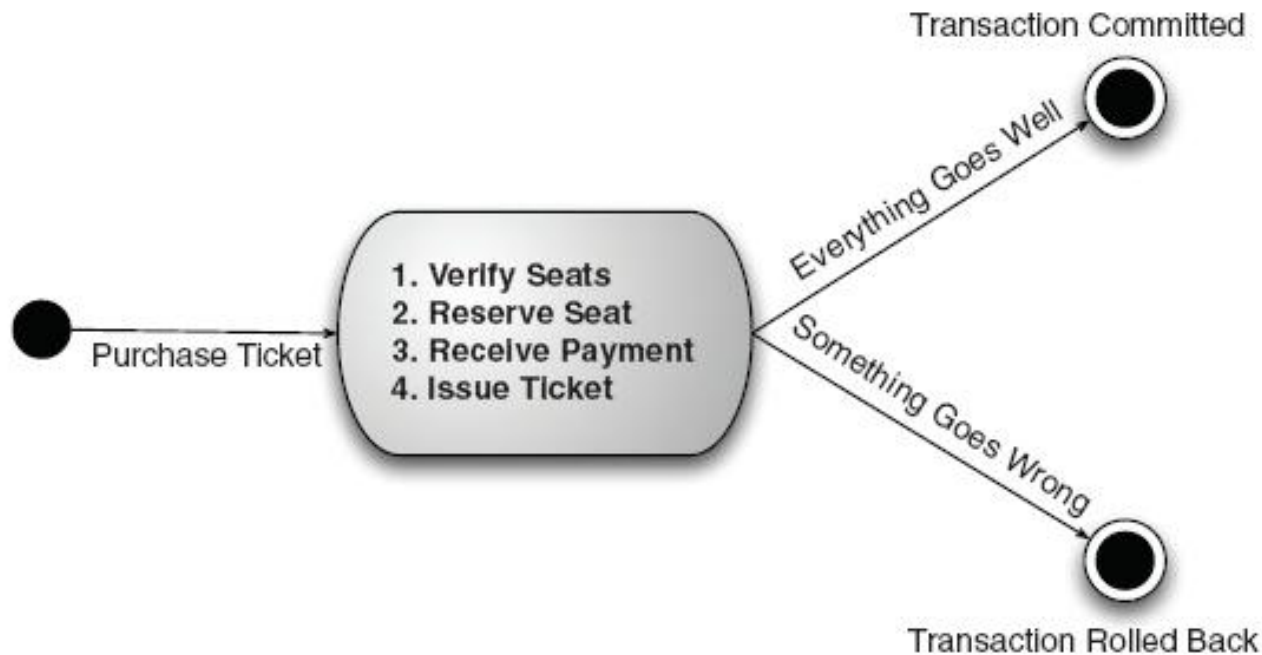 Transaction Committed
Everything Goes Well
1. Verify Seats
2. Reserve Seat
3. Receive Payment
4. Issue Ticket
Purchase Ticket
Something Goes Wrong
Transaction Rolled Back